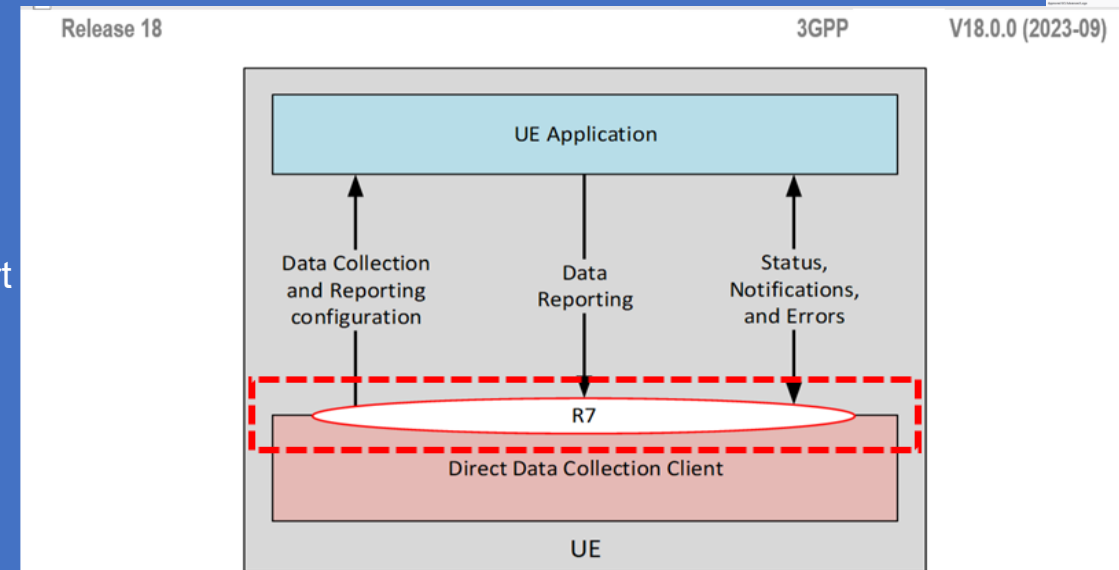 Release 18 3GPP V18.0.0 (2023-09)
UE Application
Data Collection
and Reporting
configuration
Data
Reporting
Status,
Notifications,
and Errors
R7
Direct Data Collection Client
UE